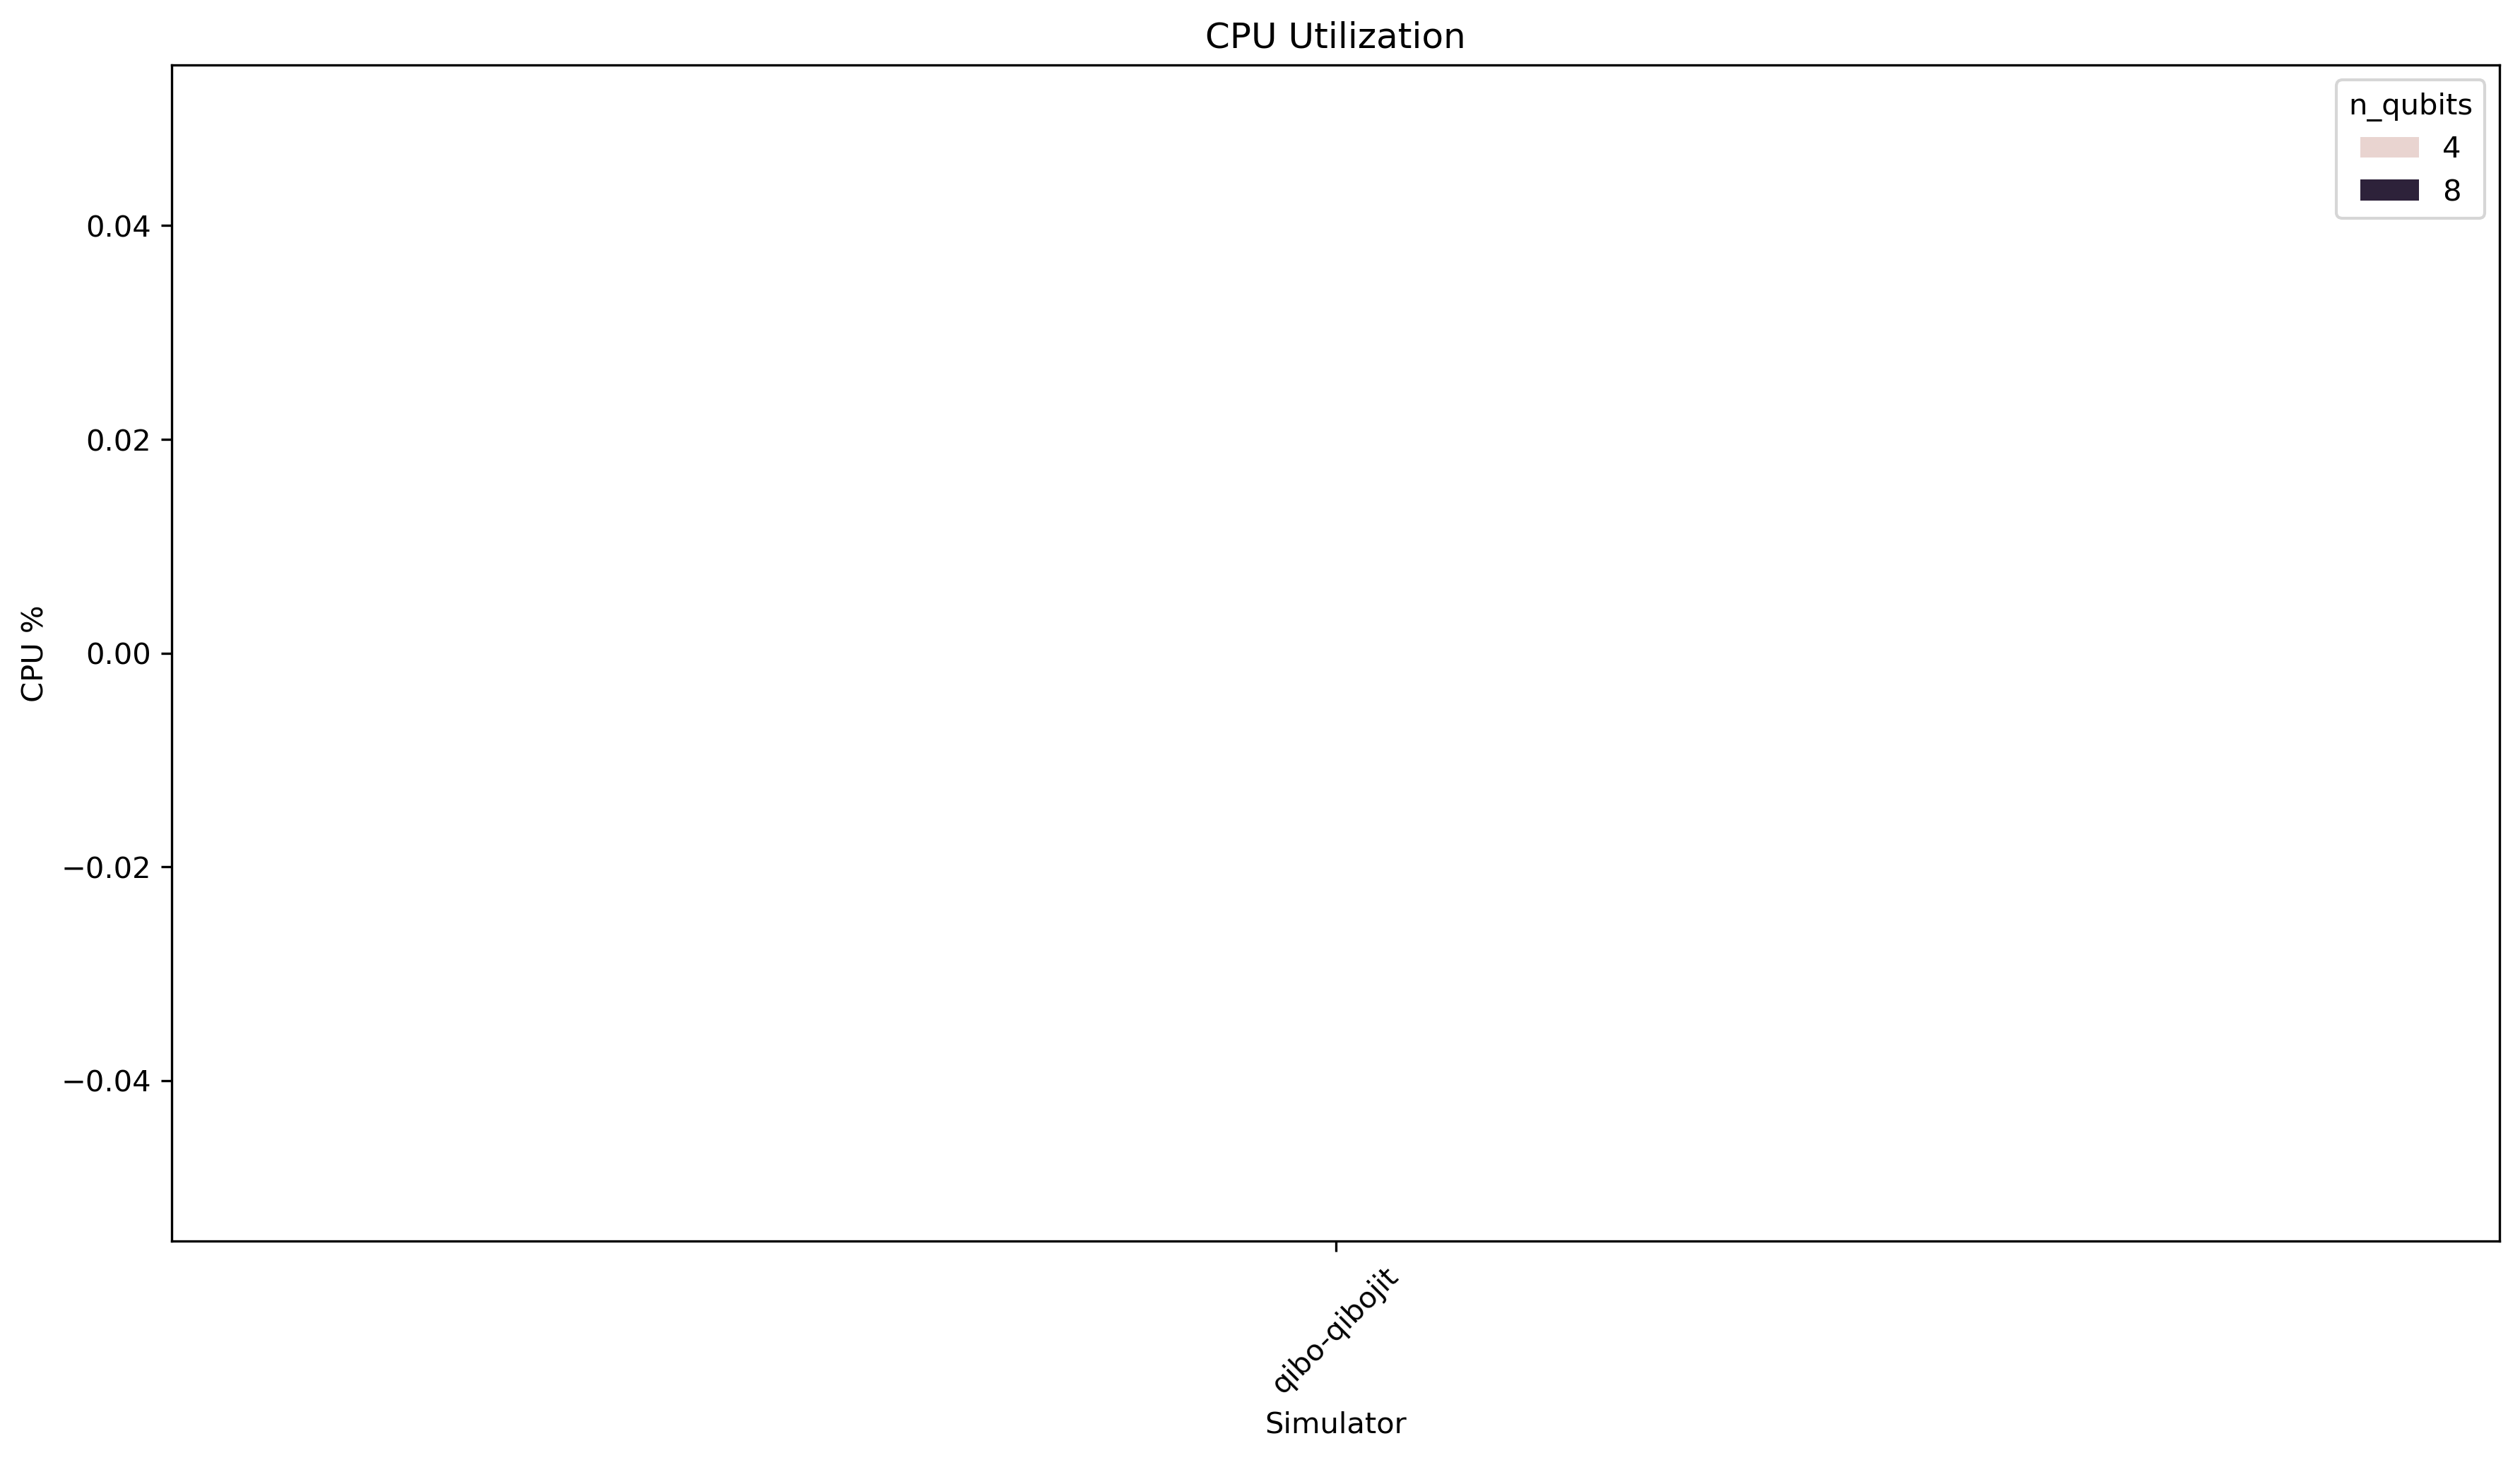 CPU Utilization
n_qubits
4
8
0.04
0.02
0.00
−0.02
−0.04
CPU %
qibo-qibojit
Simulator